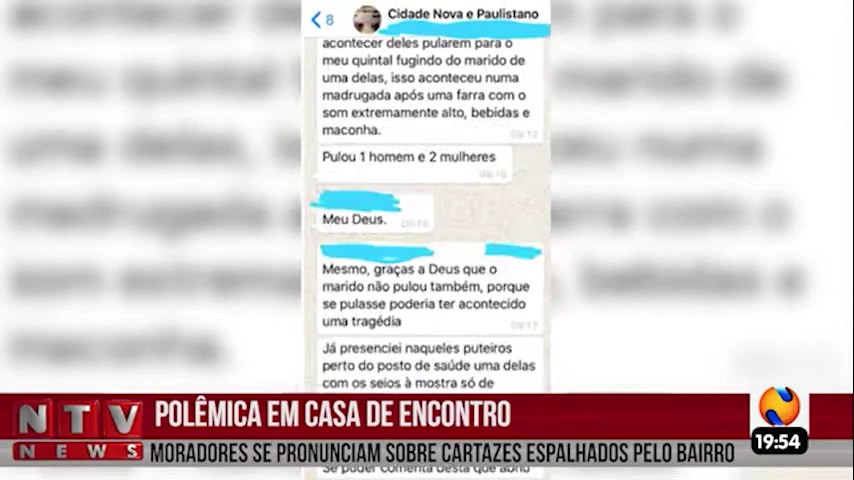 8
Cidade Nova e Paulistano
acontecer deles pularem para o
meu quintal fugindo do marido de
uma delas, isso aconteceu numa
madrugada após uma farra com o
som extremamente alto, bebidas e
maconha.
09:12
Pulou 1 homem e 2 mulheres
09:16
Meu Deus.
Mesmo, graças a Deus que o
marido não pulou também, porque
se pulasse poderia ter acontecido
uma tragédia
09:17
Já presenciei naqueles puteiros
perto do posto de saúde uma delas
com os seios à mostra só de
NTV
NEWS
POLÊMICA EM CASA DE ENCONTRO
MORADORES SE PRONUNCIAM SOBRE CARTAZES ESPALHADOS PELO BAIRRO
19:54